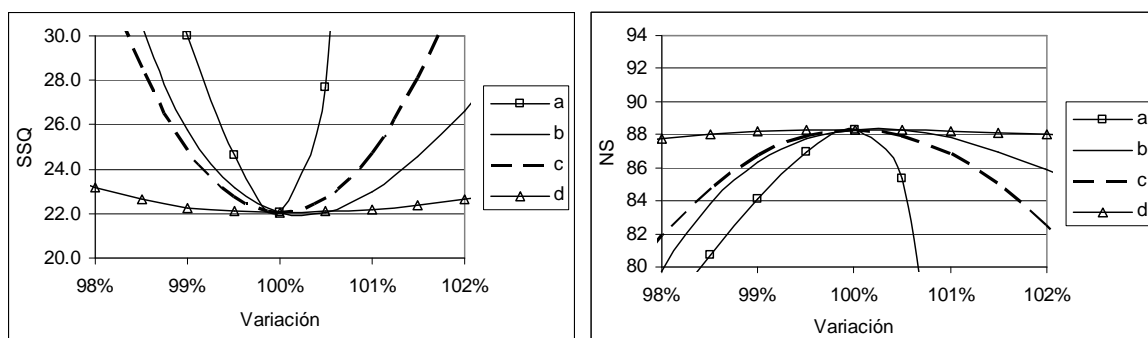 SSQ
30.0
28.0
26.0
24.0
22.0
20.0
98% 99% 100% 101% 102%
Variación
a
b
c
d
NS
94
92
90
88
86
84
82
80
98% 99% 100% 101% 102%
Variación
a
b
c
d